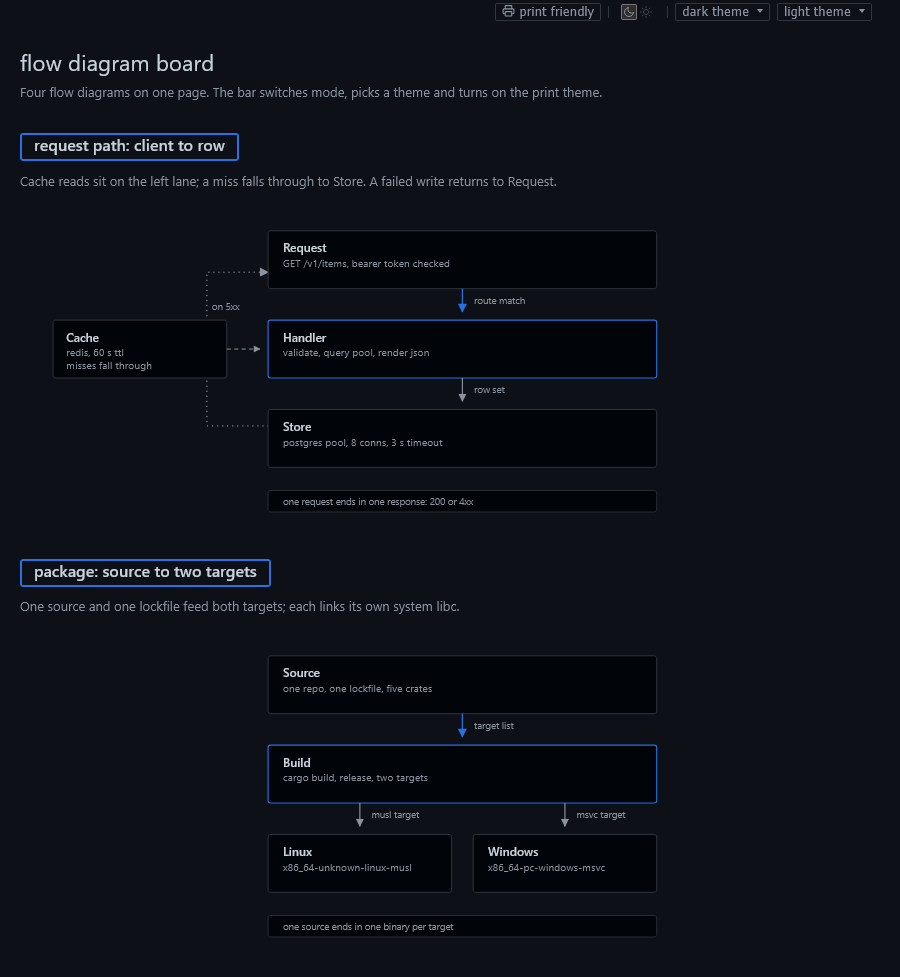 print friendly
dark theme
light theme
flow diagram board
Four flow diagrams on one page. The bar switches mode, picks a theme and turns on the print theme.
request path: client to row
Cache reads sit on the left lane; a miss falls through to Store. A failed write returns to Request.
Request
GET /v1/items, bearer token checked
route match
on 5xx
Cache
redis, 60 s ttl
misses fall through
Handler
validate, query pool, render json
row set
Store
postgres pool, 8 conns, 3 s timeout
one request ends in one response: 200 or 4xx
package: source to two targets
One source and one lockfile feed both targets; each links its own system libc.
Source
one repo, one lockfile, five crates
target list
Build
cargo build, release, two targets
musl target
msvc target
Linux
x86_64-unknown-linux-musl
Windows
x86_64-pc-windows-msvc
one source ends in one binary per target